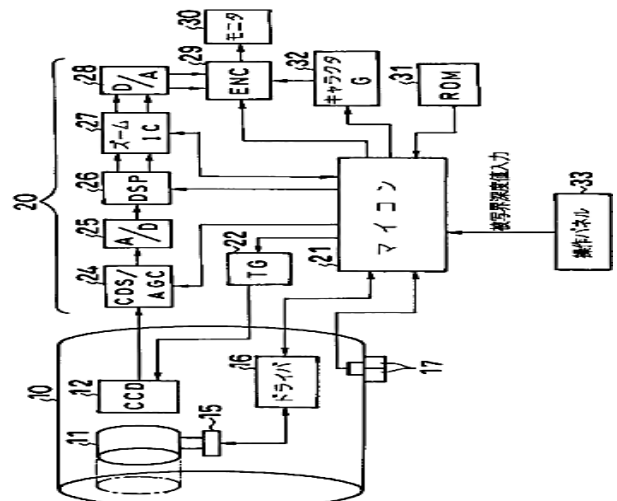 20
10
11
12
CCD
15
16
ドライバ
17
24
CDS/
AGC
25
A/D
26
DSP
27
ズーム
IC
28
D/A
29
ENC
30
モニタ
22
TG
21
マイコン
32
キャラクタ
G
31
ROM
被写界深度値入力
33
操作パネル